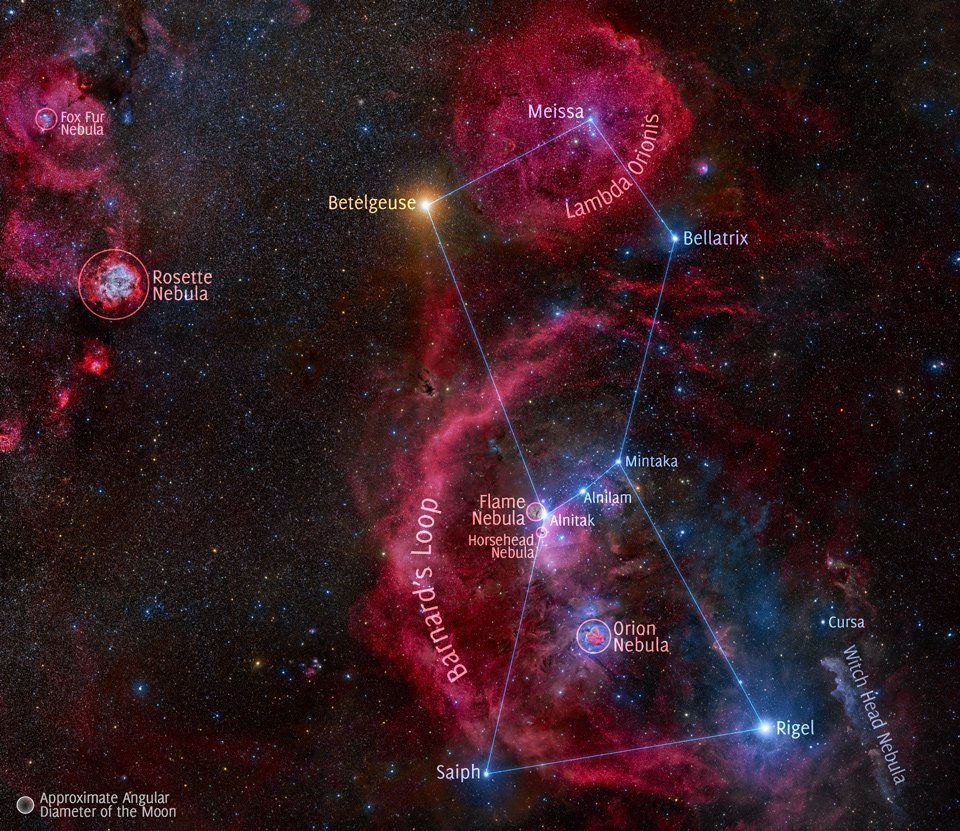 Meissa
Fox Fur
Nebula
Lambda Orionis
Betelgeuse
Bellatrix
Rosette
Nebula
Mintaka
Alnilam
Flame
Nebula
Alnitak
Horsehead
Nebula
Barnard's Loop
Orion
Nebula
Cursa
Witch Head Nebula
Rigel
Saiph
Approximate Angular
Diameter of the Moon